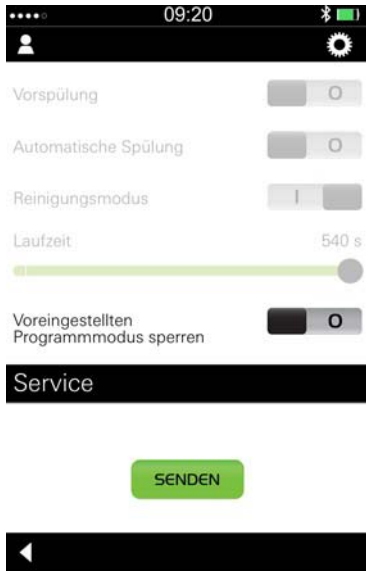 09:20
Vorspülung O
Automatische Spülung O
Reinigungsmodus I
Laufzeit 540 s
Voreingestellten
Programmmodus sperren O
Service
SENDEN